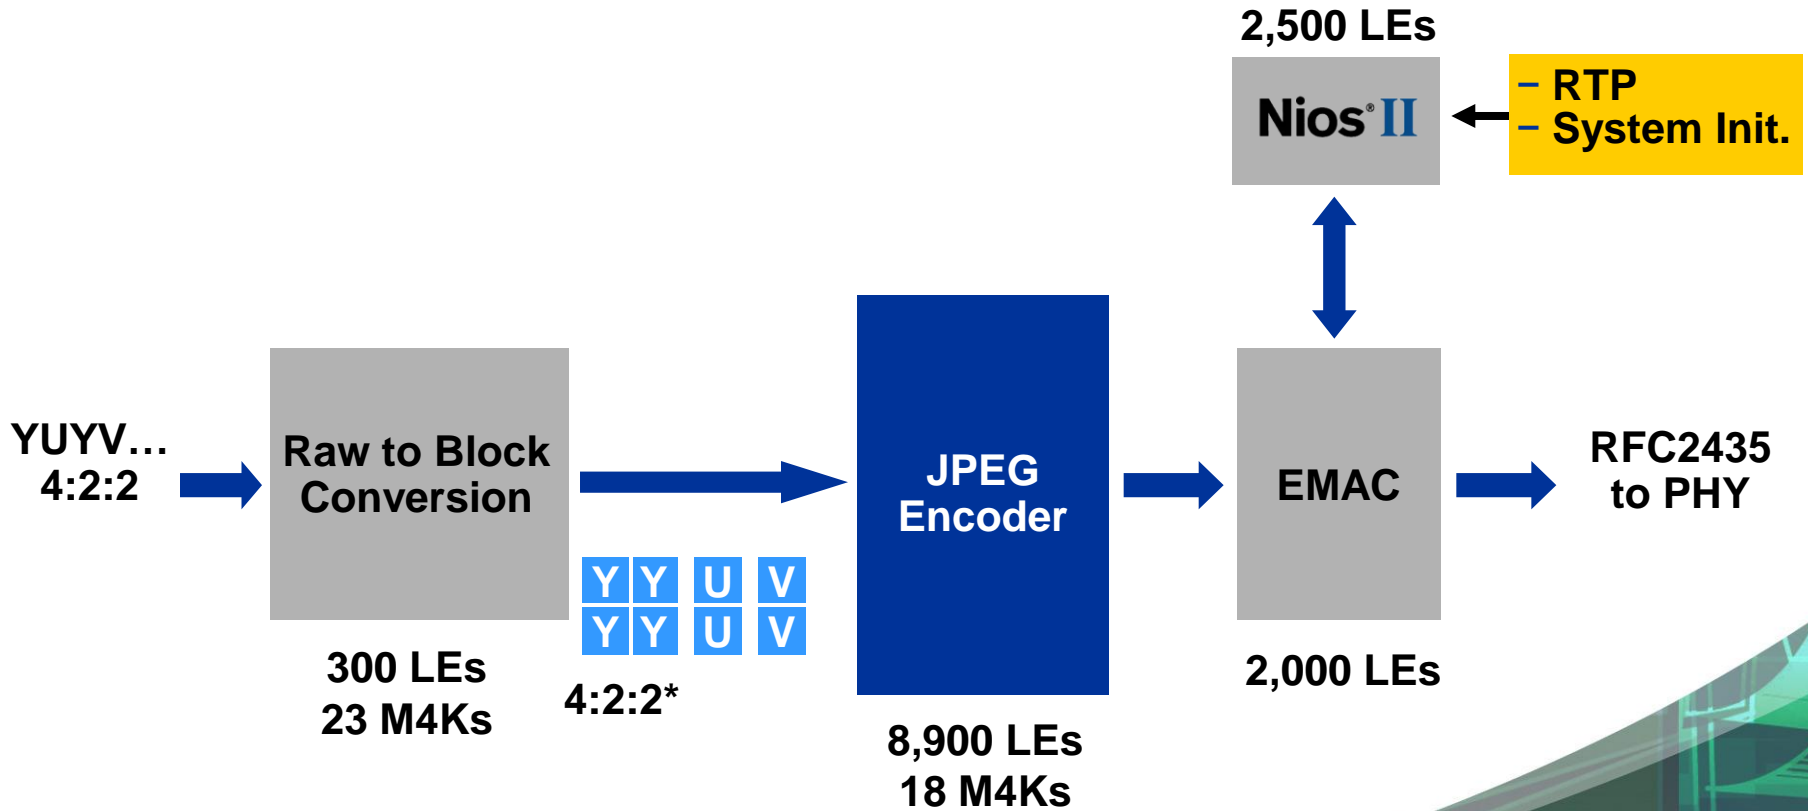 2,500 LEs
Nios® II
– RTP
– System Init.
YUYV…
4:2:2
Raw to Block
Conversion
JPEG
Encoder
EMAC
RFC2435
to PHY
Y Y U V
Y Y U V
4:2:2*
300 LEs
23 M4Ks
8,900 LEs
18 M4Ks
2,000 LEs